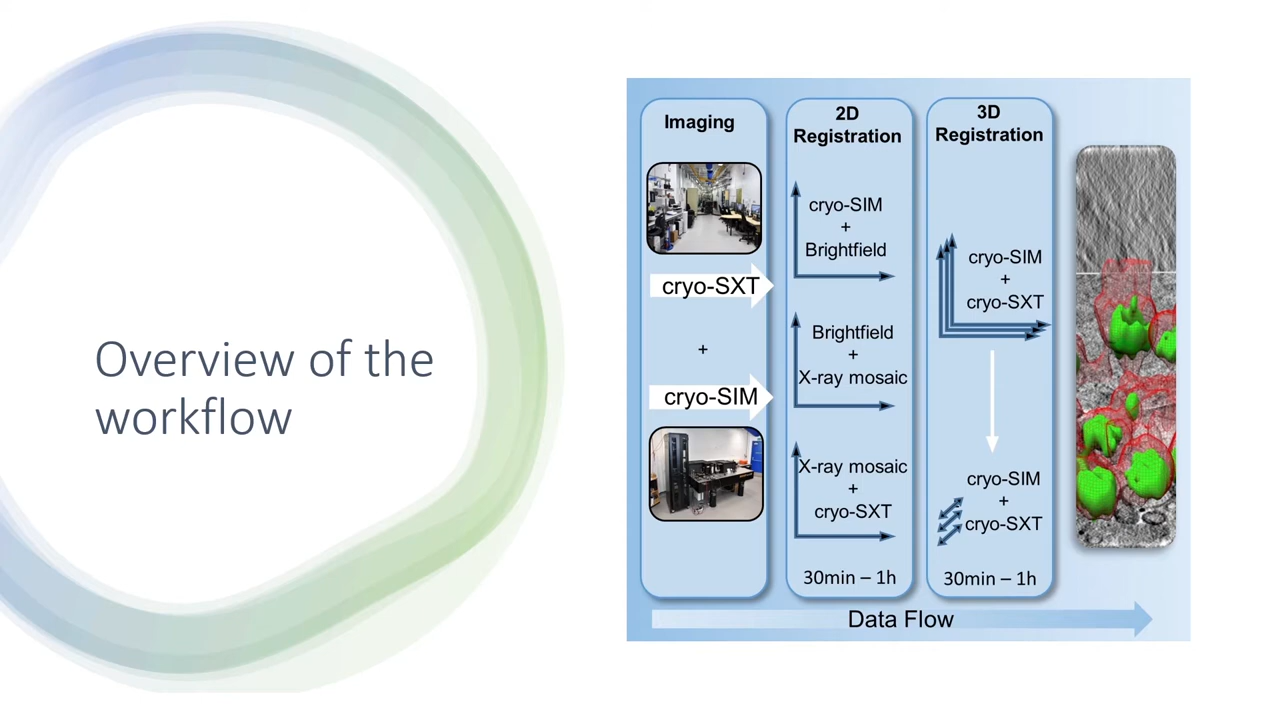 Overview of the
workflow
Imaging
cryo-SXT
+
cryo-SIM
2D
Registration
cryo-SIM
+
Brightfield
Brightfield
+
X-ray mosaic
X-ray mosaic
+
cryo-SXT
30min – 1h
3D
Registration
cryo-SIM
+
cryo-SXT
cryo-SIM
+
cryo-SXT
30min – 1h
Data Flow